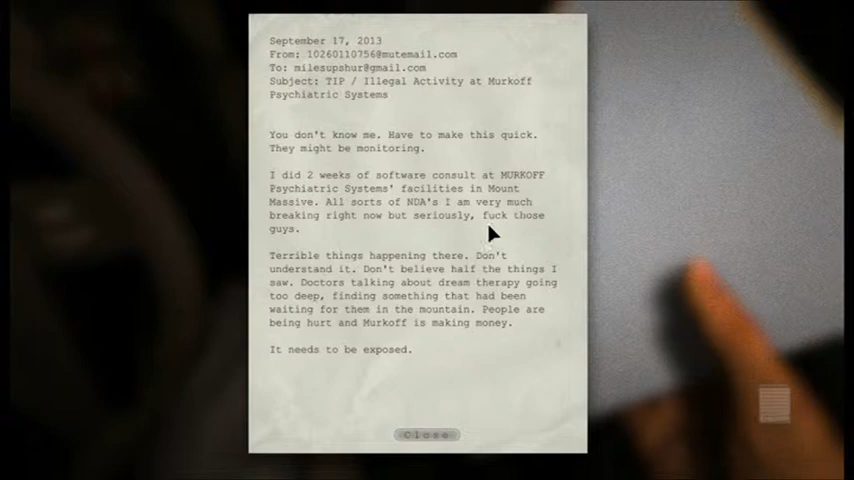 September 17, 2013
From: 10260110756@mutemail.com
To: milesupshur@gmail.com
Subject: TIP / Illegal Activity at Murkoff
Psychiatric Systems
You don't know me. Have to make this quick.
They might be monitoring.
I did 2 weeks of software consult at MURKOFF
Psychiatric Systems' facilities in Mount
Massive. All sorts of NDA's I am very much
breaking right now but seriously, fuck those
guys.
Terrible things happening there. Don't
understand it. Don't believe half the things I
saw. Doctors talking about dream therapy going
too deep, finding something that had been
waiting for them in the mountain. People are
being hurt and Murkoff is making money.
It needs to be exposed.
Close